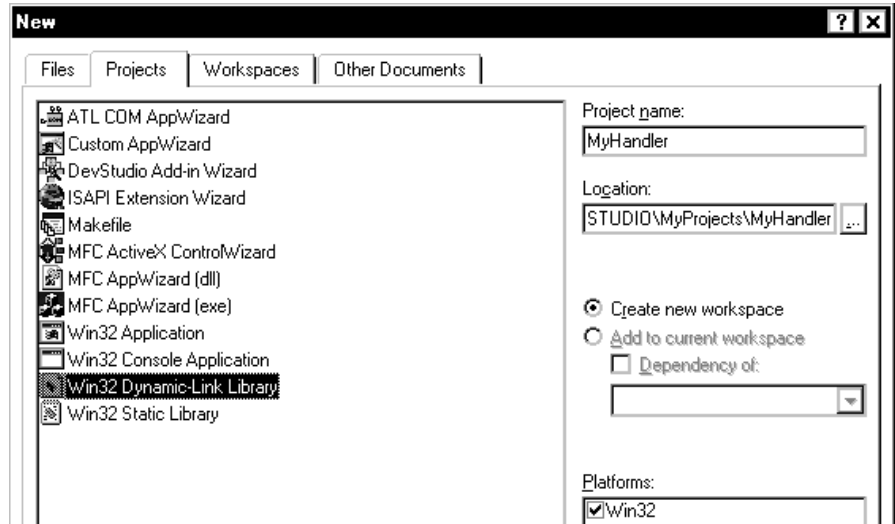 New
Files Projects Workspaces Other Documents
ATL COM AppWizard
Custom AppWizard
DevStudio Add-in Wizard
ISAPI Extension Wizard
Makefile
MFC ActiveX ControlWizard
MFC AppWizard (dll)
MFC AppWizard (exe)
Win32 Application
Win32 Console Application
Win32 Dynamic-Link Library
Win32 Static Library
Project name:
MyHandler
Location:
STUDIO\MyProjects\MyHandler ...
Create new workspace
Add to current workspace
Dependency of:
Platforms:
Win32